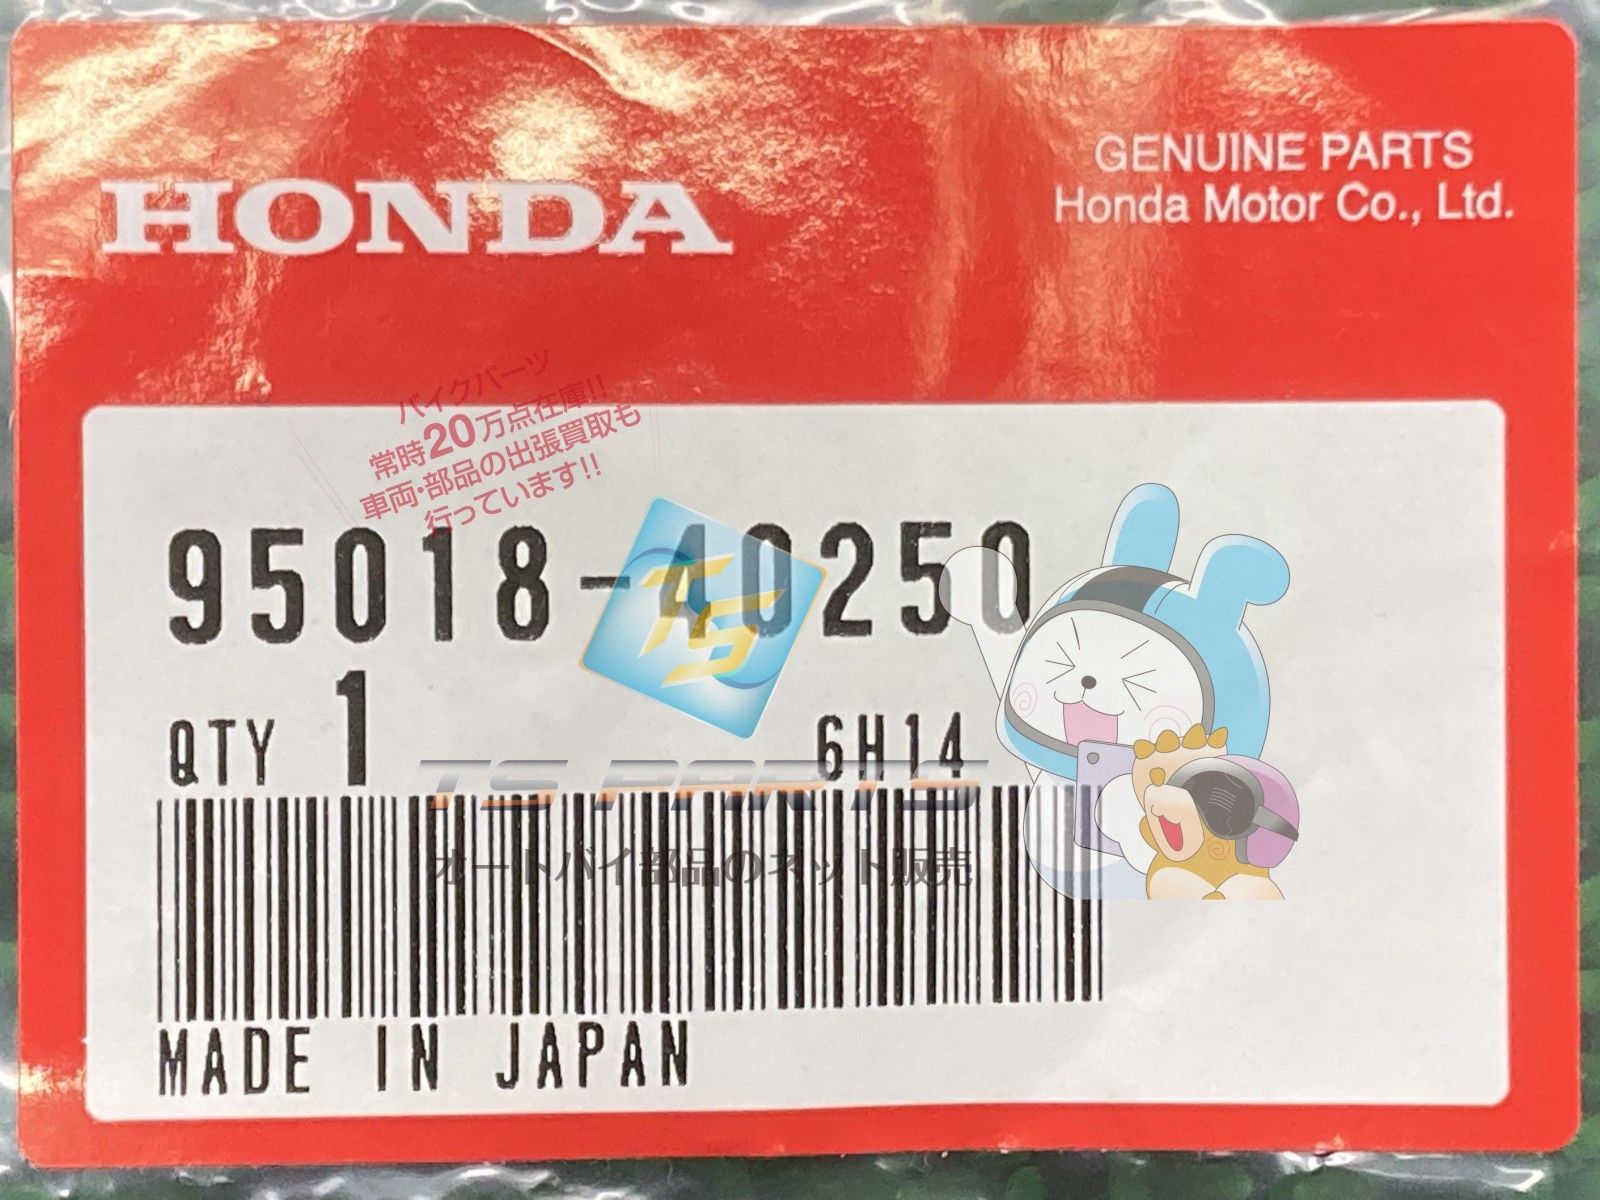 HONDA
GENUINE PARTS
Honda Motor Co., Ltd.
バイクパーツ
常時20万点在庫!!
車両・部品の出張買取も
行っています!!
95018-40250
TS
QTY 1
6H14
TS PARTS
オートバイ部品のネット販売
MADE IN JAPAN